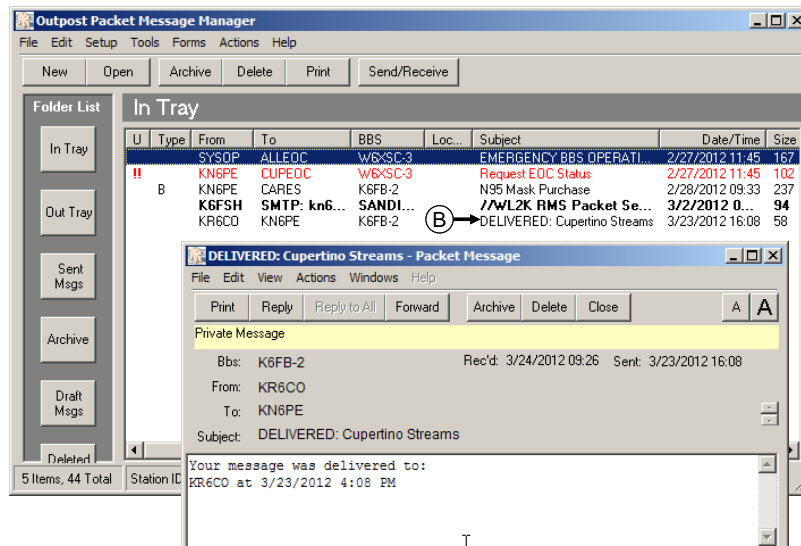 Outpost Packet Message Manager
File Edit Setup Tools Forms Actions Help
New Open Archive Delete Print Send/Receive
Folder List
In Tray
In Tray
Out Tray
Sent Msgs
Archive
Draft Msgs
Deleted
U Type From To BBS Loc... Subject Date/Time Size
SYSOP ALLEOC W6XSC-3 EMERGENCY BBS OPERATI... 2/27/2012 11:45 167
!! KN6PE CUPEOC W6XSC-3 Request EOC Status 2/27/2012 11:45 102
B KN6PE CARES K6FB-2 N95 Mask Purchase 2/28/2012 09:33 237
K6FSH SMTP: kn6... SANDI... //WL2K RMS Packet Se... 3/2/2012 0... 94
KR6CO KN6PE K6FB-2 B DELIVERED: Cupertino Streams 3/23/2012 16:08 58
5 Items, 44 Total Station ID
DELIVERED: Cupertino Streams - Packet Message
File Edit View Actions Windows Help
Print Reply Reply to All Forward Archive Delete Close A A
Private Message
Bbs: K6FB-2 Rec'd: 3/24/2012 09:26 Sent: 3/23/2012 16:08
From: KR6CO
To: KN6PE
Subject: DELIVERED: Cupertino Streams
Your message was delivered to:
KR6CO at 3/23/2012 4:08 PM